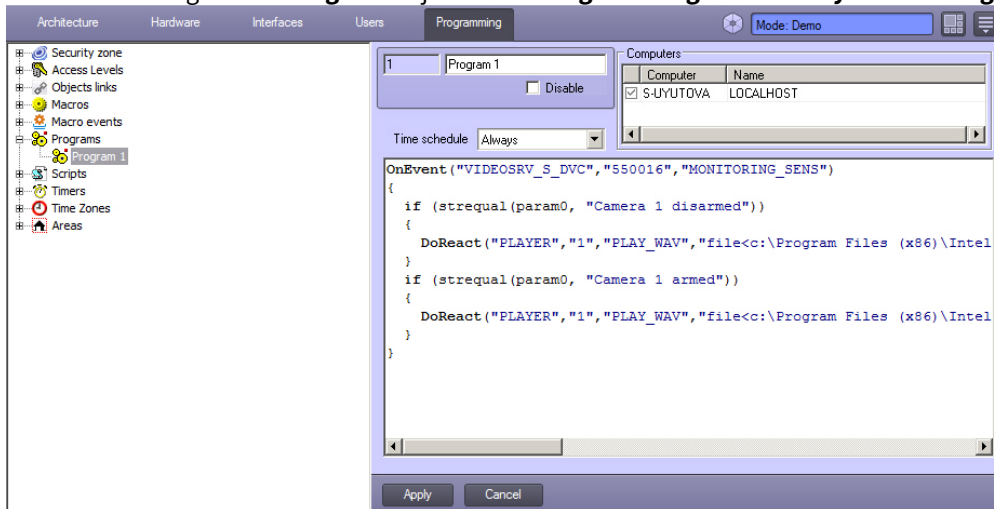 Architecture Hardware Interfaces Users Programming Mode: Demo
Security zone
Access Levels
Objects links
Macros
Macro events
Programs
Program 1
Scripts
Timers
Time Zones
Areas
1 Program 1
Disable
Computers
Computer Name
S-UYUTOVA LOCALHOST
Time schedule Always
OnEvent("VIDEOSRV_S_DVC","550016","MONITORING_SENS")
{
if (strequal(param0, "Camera 1 disarmed"))
{
DoReact("PLAYER","1","PLAY_WAV","file<c:\Program Files (x86)\Intel
}
if (strequal(param0, "Camera 1 armed"))
{
DoReact("PLAYER","1","PLAY_WAV","file<c:\Program Files (x86)\Intel
}
}
Apply Cancel